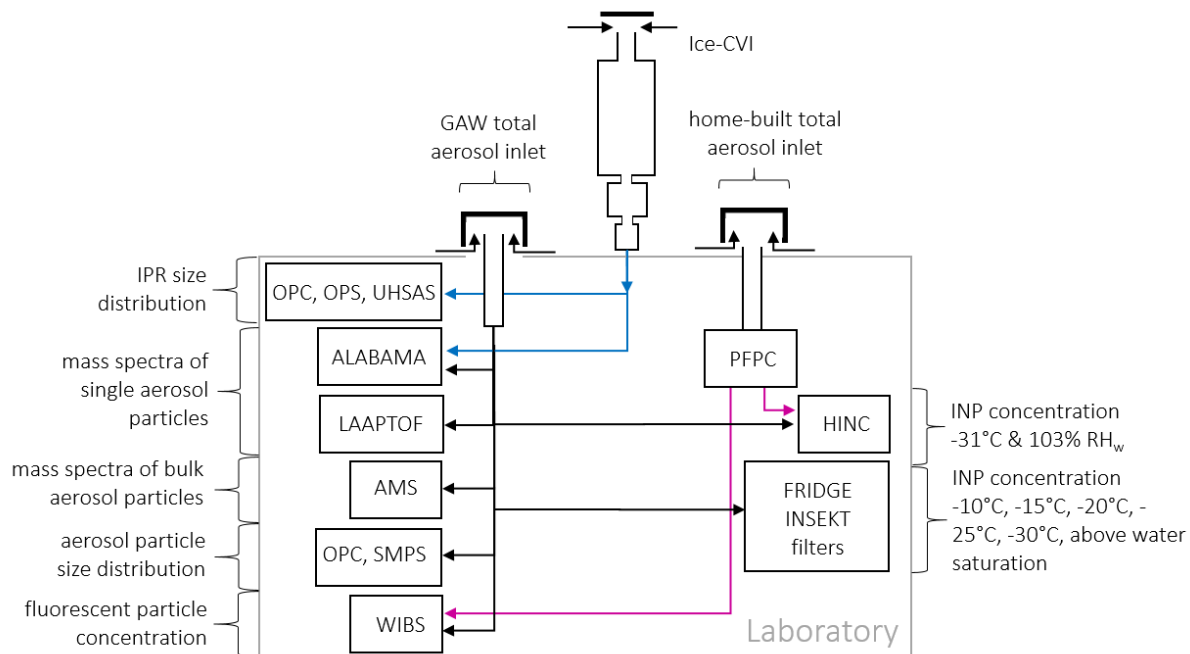 Ice-CVI
GAW total
aerosol inlet
home-built total
aerosol inlet
IPR size
distribution
OPC, OPS, UHSAS
mass spectra of
single aerosol
particles
ALABAMA
PFPC
LAAPTOF
HINC
INP concentration
-31°C & 103% RHw
mass spectra of bulk
aerosol particles
AMS
FRIDGE
INSEKT
filters
INP concentration
-10°C, -15°C, -20°C, -
25°C, -30°C, above water
saturation
aerosol particle
size distribution
OPC, SMPS
fluorescent particle
concentration
WIBS
Laboratory